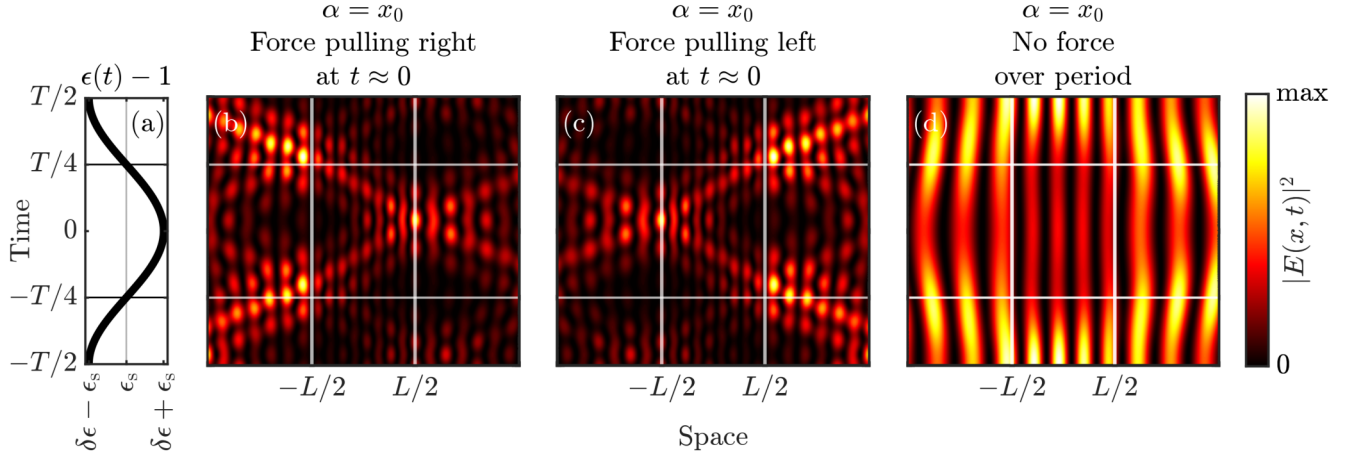 α = x₀
Force pulling right
at t ≈ 0
α = x₀
Force pulling left
at t ≈ 0
α = x₀
No force
over period
ϵ(t) − 1
(a)
(b)
(c)
(d)
T/2
T/4
0
−T/4
−T/2
Time
δϵ − ϵₛ
ϵₛ
δϵ + ϵₛ
−L/2
L/2
−L/2
L/2
−L/2
L/2
Space
max
0
|E(x, t)|²